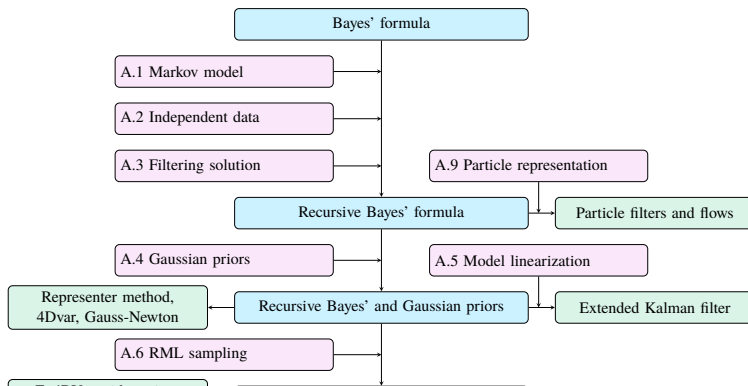 Bayes' formula
A.1 Markov model
A.2 Independent data
A.3 Filtering solution
A.9 Particle representation
Recursive Bayes' formula
Particle filters and flows
A.4 Gaussian priors
A.5 Model linearization
Representer method,
4Dvar, Gauss-Newton
Recursive Bayes' and Gaussian priors
Extended Kalman filter
A.6 RML sampling